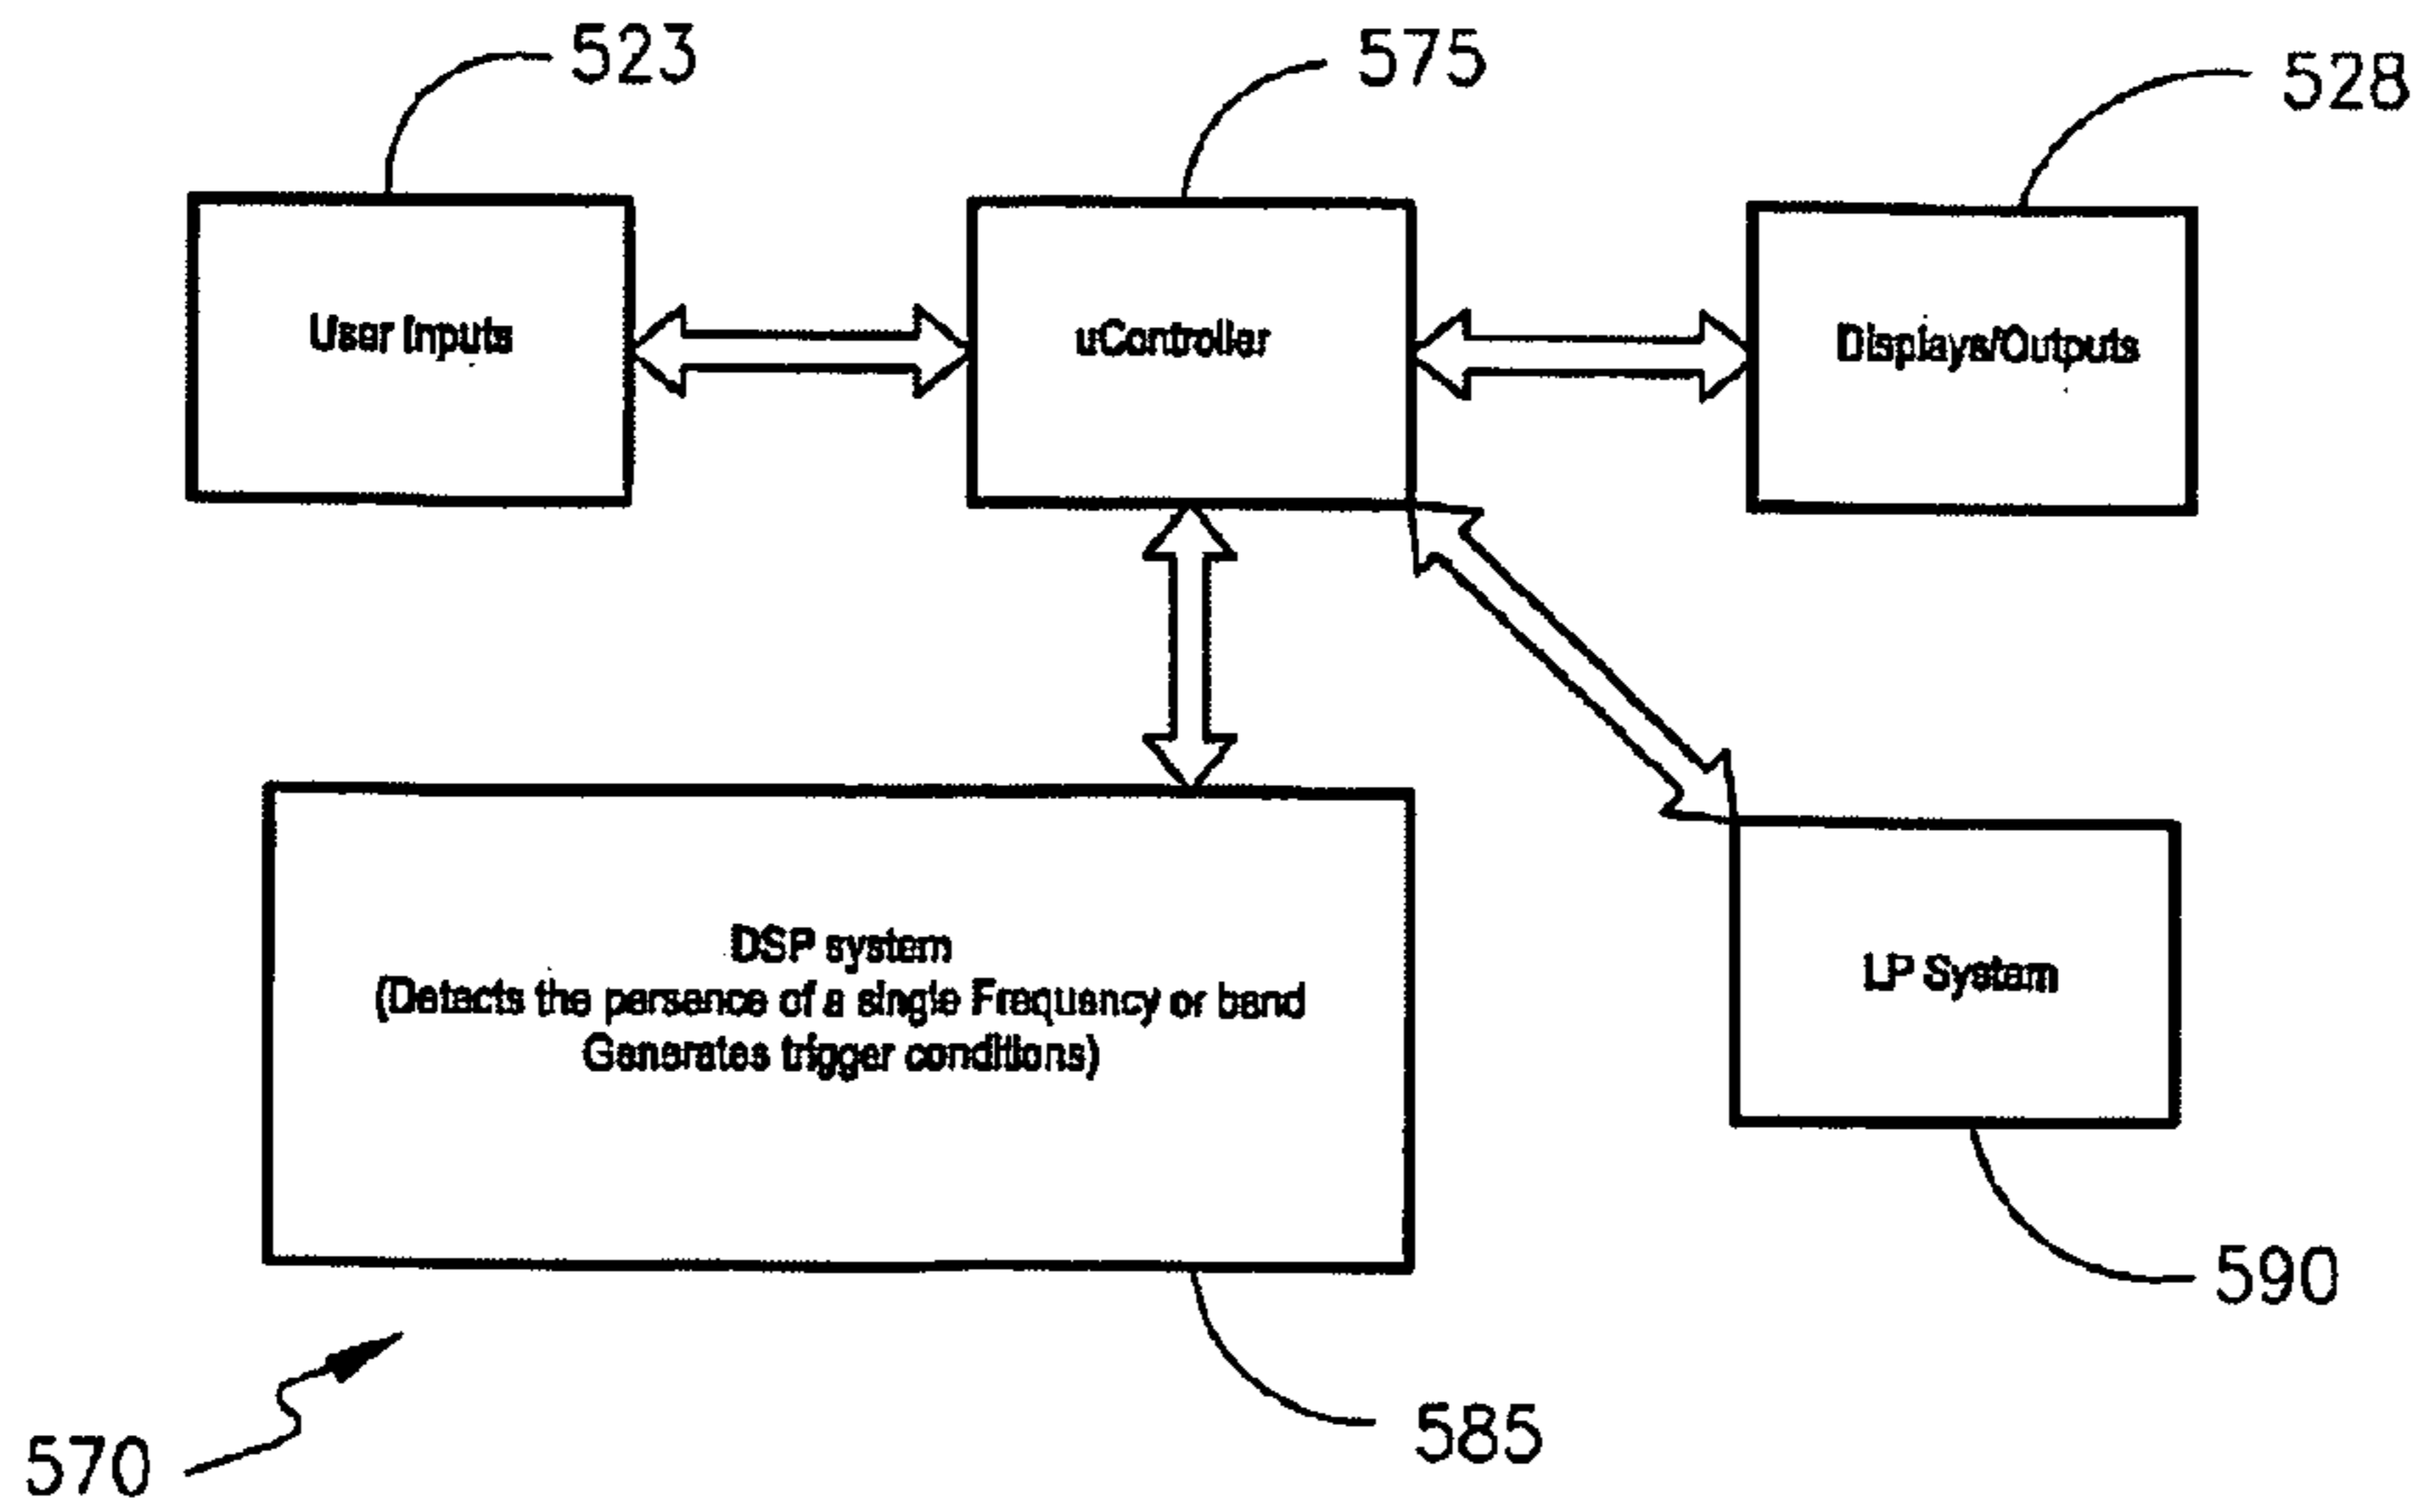 523
575
528
User Inputs
uController
Displays/Outputs
DSP system
(Detects the persence of a single Frequency or band
Generates trigger conditions)
LP System
590
585
570